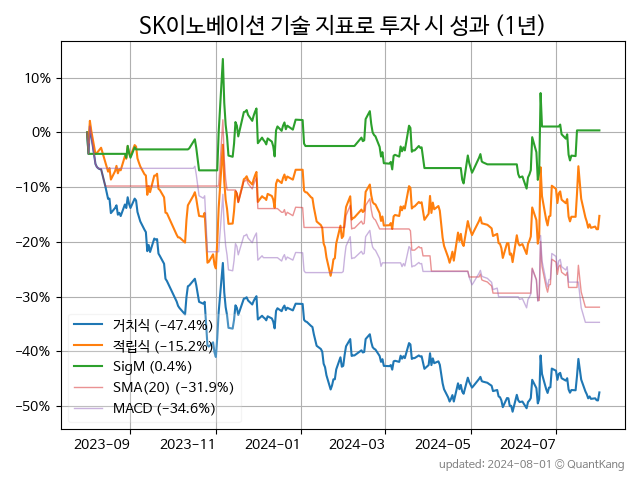 SK이노베이션 기술 지표로 투자 시 성과 (1년)
10%
0%
−10%
−20%
−30%
−40%
−50%
거치식 (−47.4%)
적립식 (−15.2%)
SigM (0.4%)
SMA(20) (−31.9%)
MACD (−34.6%)
2023−09
2023−11
2024−01
2024−03
2024−05
2024−07
updated: 2024−08−01 © QuantKang